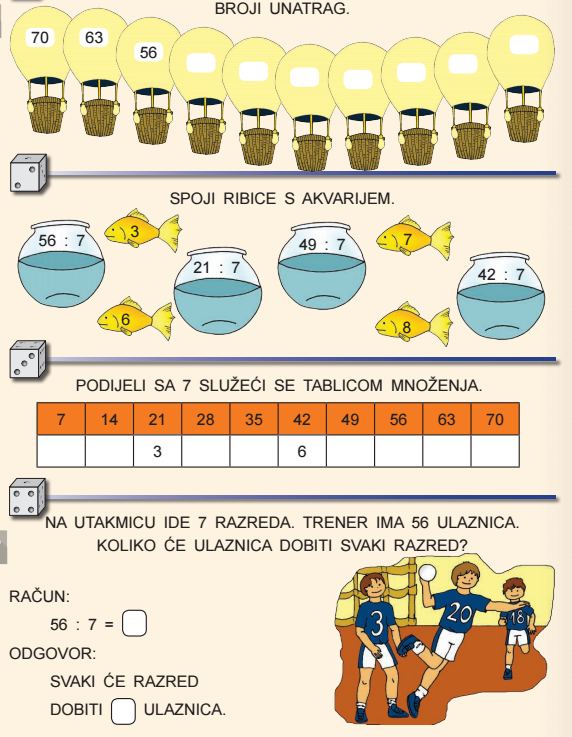 BROJI UNATRAG.
70 63 56
SPOJI RIBICE S AKVARIJEM.
56 : 7
3
21 : 7
49 : 7
7
42 : 7
6
8
PODIJELI SA 7 SLUŽEĆI SE TABLICOM MNOŽENJA.
7 14 21 28 35 42 49 56 63 70
3 6
NA UTAKMICU IDE 7 RAZREDA. TRENER IMA 56 ULAZNICA.
KOLIKO ĆE ULAZNICA DOBITI SVAKI RAZRED?
RAČUN:
56 : 7 =
ODGOVOR:
SVAKI ĆE RAZRED
DOBITI ULAZNICA.
3
20
18